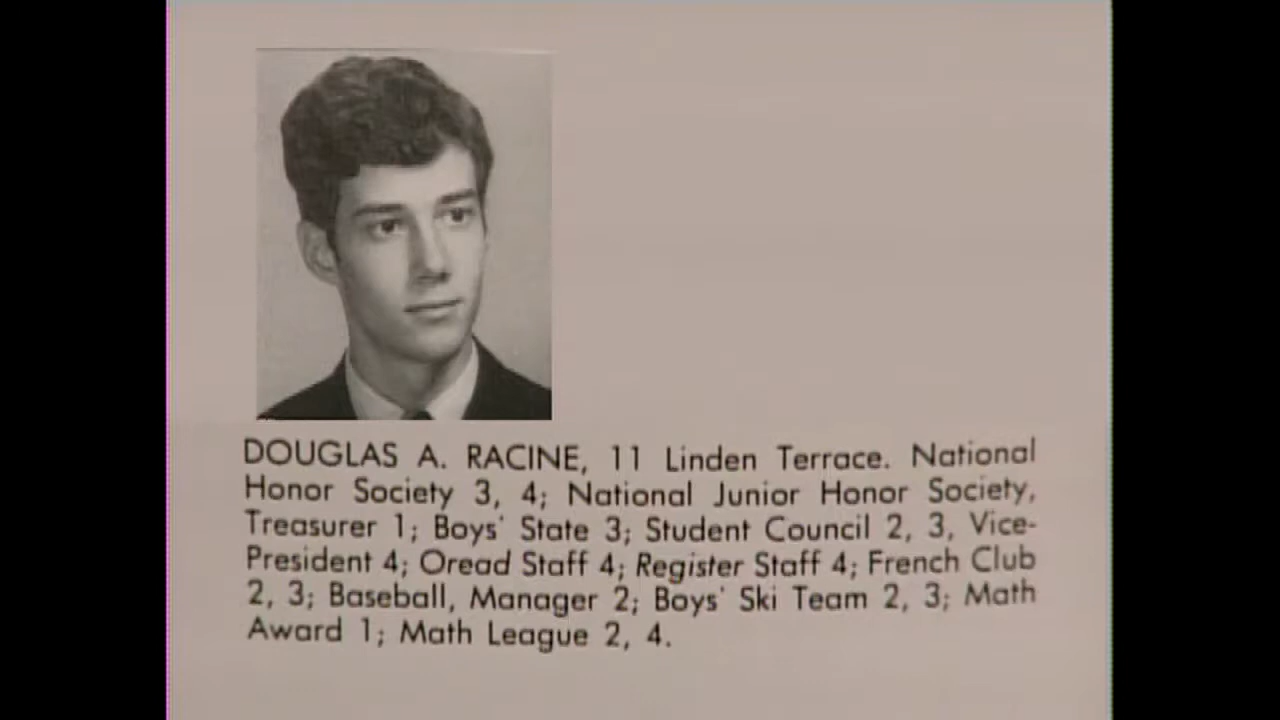 DOUGLAS A. RACINE, 11 Linden Terrace. National
Honor Society 3, 4; National Junior Honor Society,
Treasurer 1; Boys' State 3; Student Council 2, 3, Vice-
President 4; Oread Staff 4; Register Staff 4; French Club
2, 3; Baseball, Manager 2; Boys' Ski Team 2, 3; Math
Award 1; Math League 2, 4.